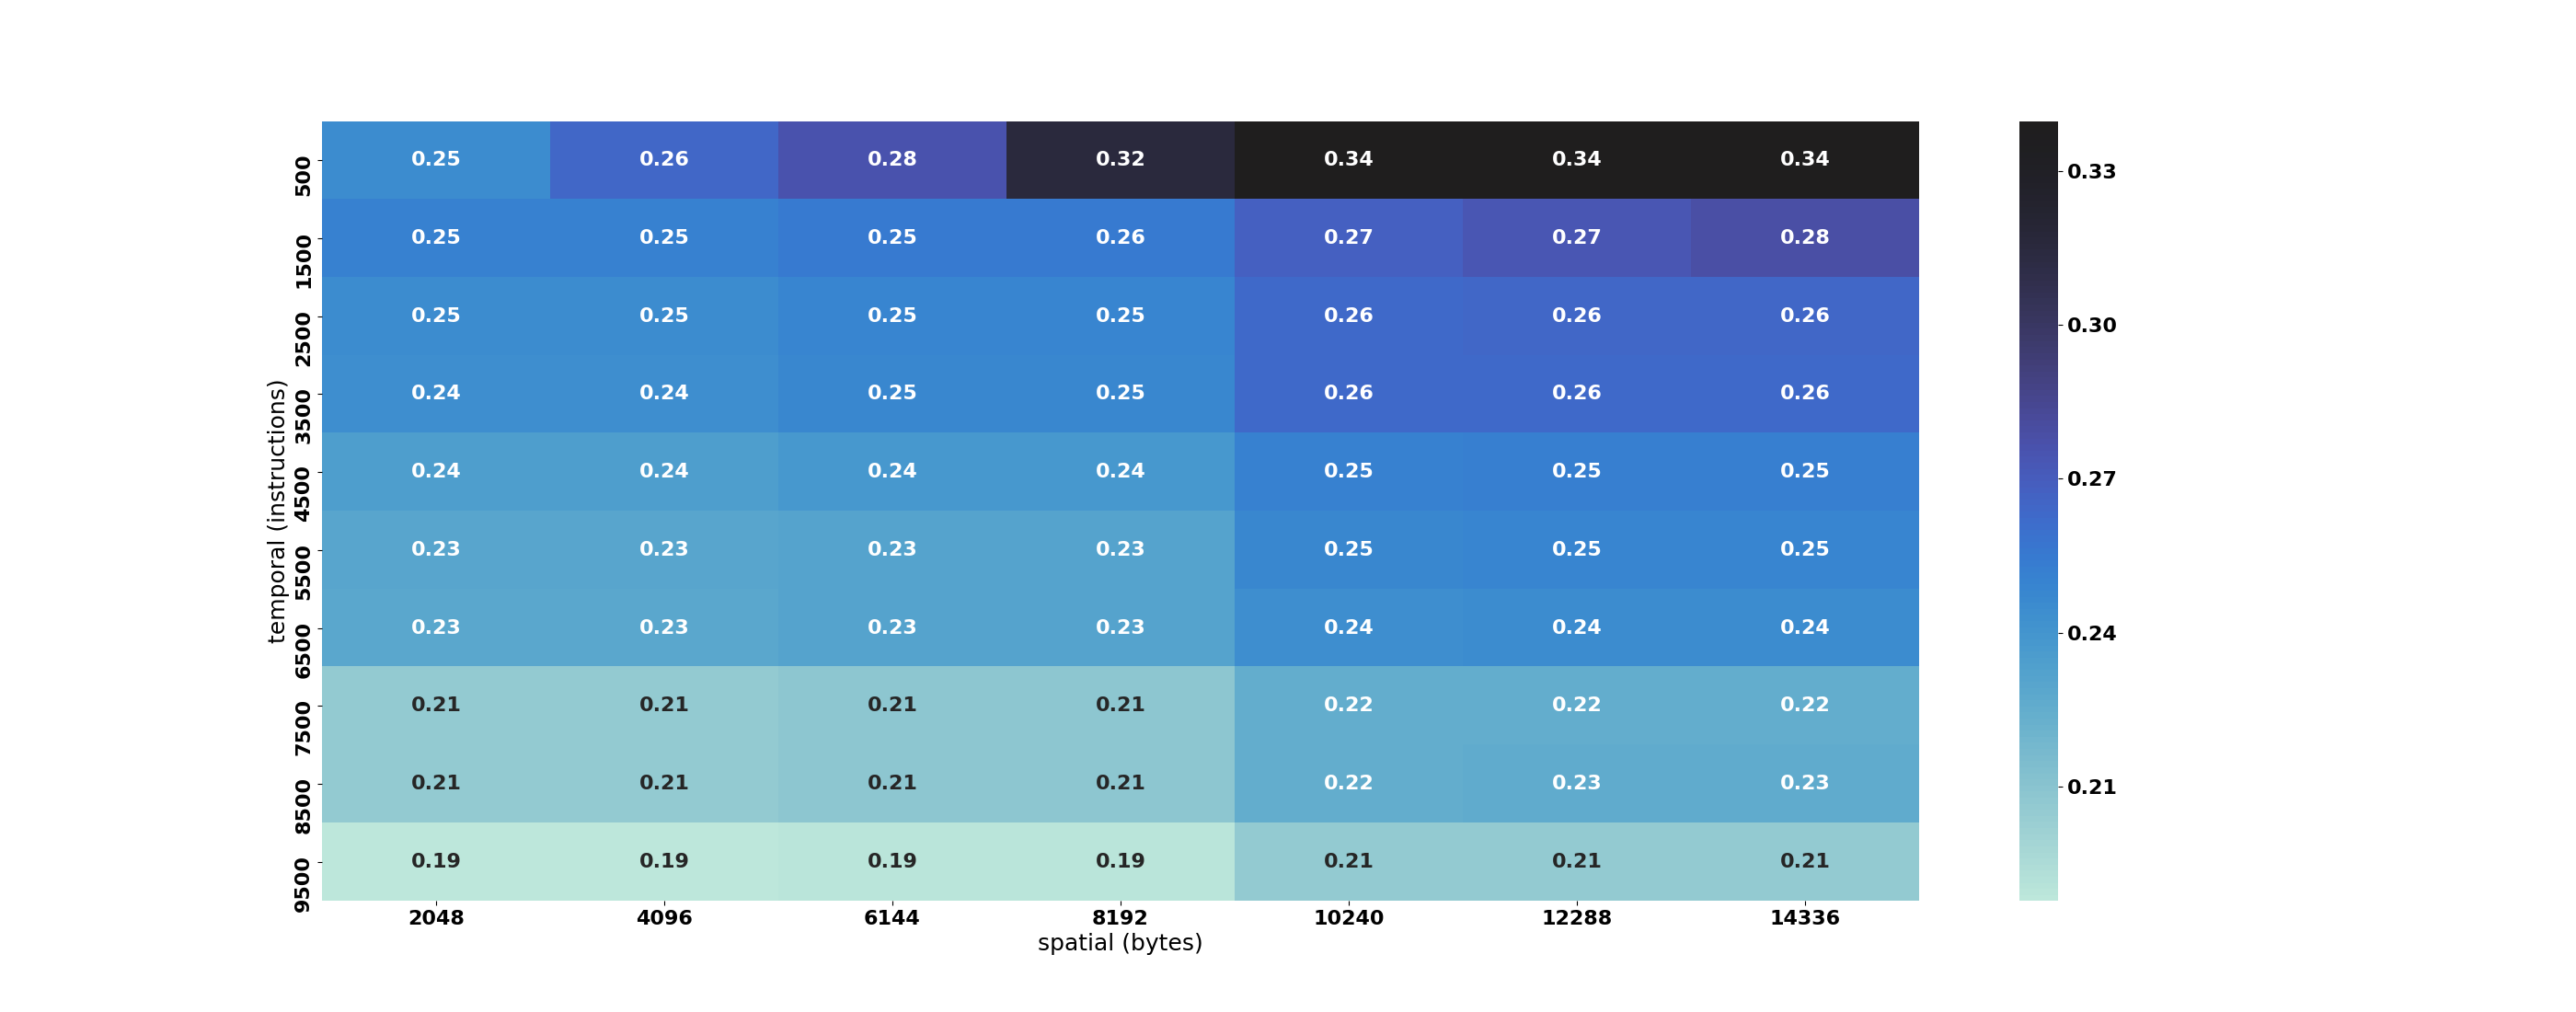 500 0.25 0.26 0.28 0.32 0.34 0.34 0.34
1500 0.25 0.25 0.25 0.26 0.27 0.27 0.28
2500 0.25 0.25 0.25 0.25 0.26 0.26 0.26
3500 0.24 0.24 0.25 0.25 0.26 0.26 0.26
4500 0.24 0.24 0.24 0.24 0.25 0.25 0.25
5500 0.23 0.23 0.23 0.23 0.25 0.25 0.25
6500 0.23 0.23 0.23 0.23 0.24 0.24 0.24
7500 0.21 0.21 0.21 0.21 0.22 0.22 0.22
8500 0.21 0.21 0.21 0.21 0.22 0.23 0.23
9500 0.19 0.19 0.19 0.19 0.21 0.21 0.21
2048 4096 6144 8192 10240 12288 14336
spatial (bytes)
temporal (instructions)
0.33
0.30
0.27
0.24
0.21